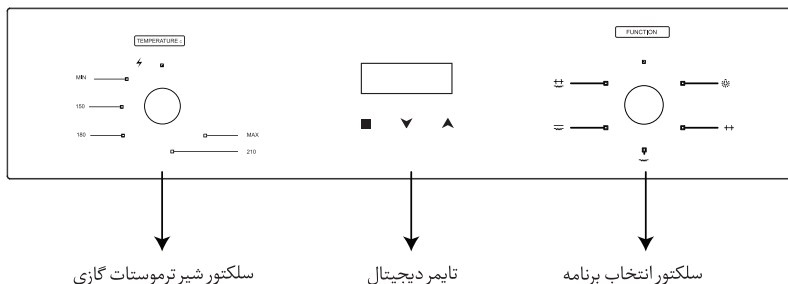 TEMPERATURE c
FUNCTION
MIN
150
180
MAX
210
سلکتور انتخاب برنامه
تایمر دیجیتال
سلکتور شیر ترموستات گازی